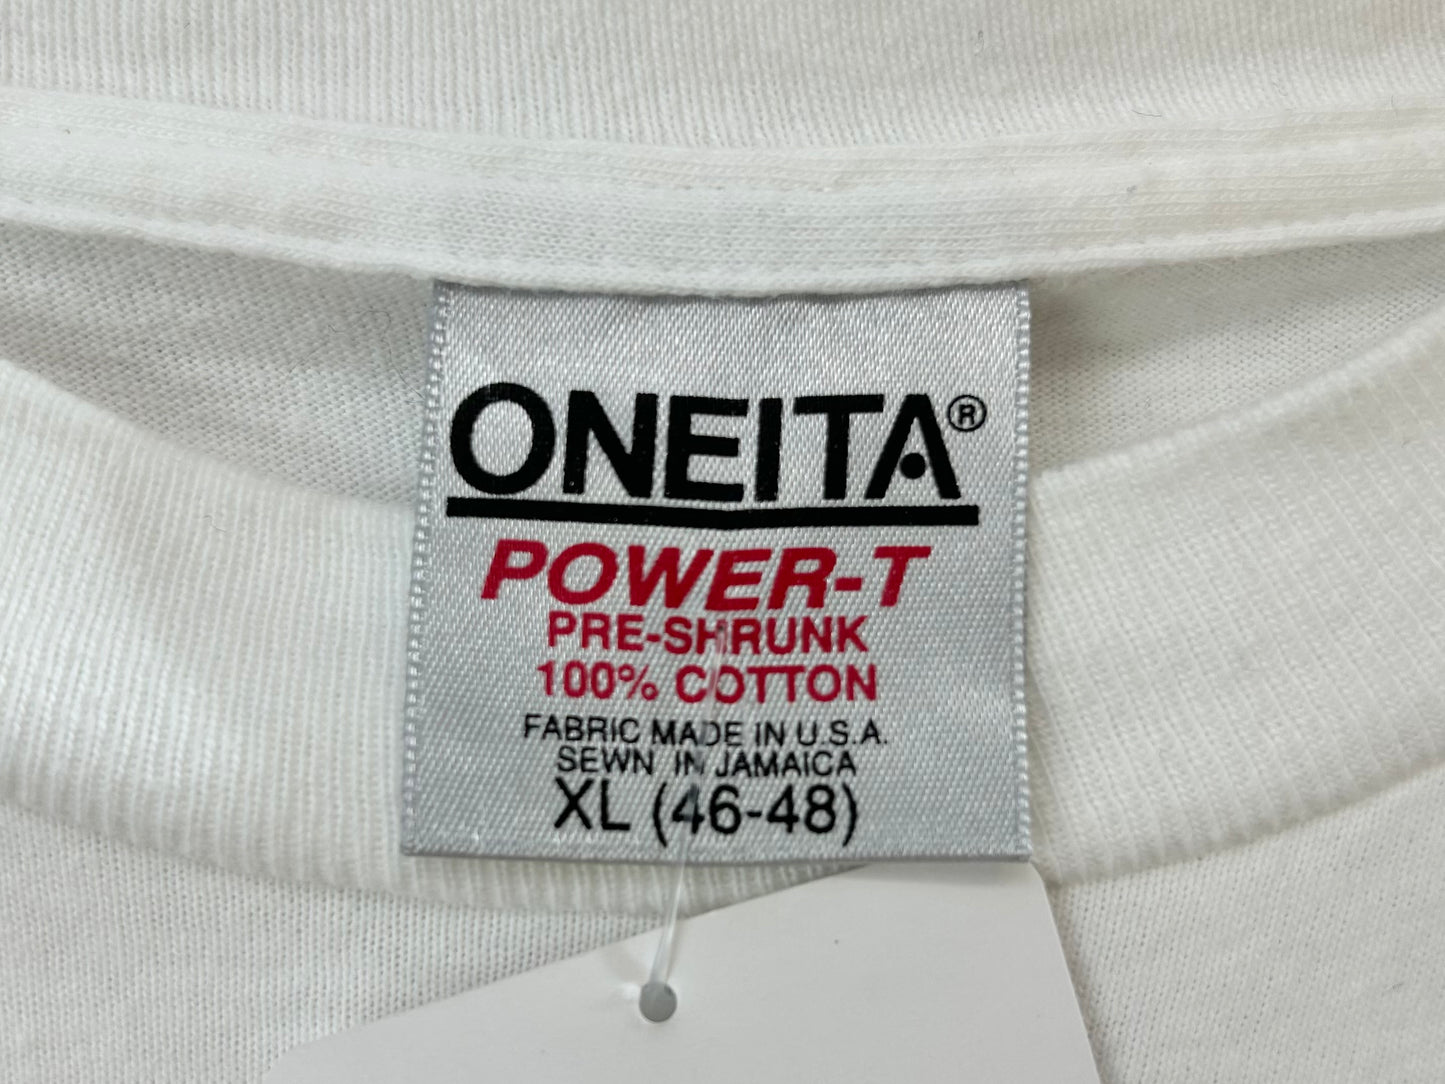 ONEITA®
POWER-T
PRE-SHRUNK
100% COTTON
FABRIC MADE IN U.S.A.
SEWN IN JAMAICA
XL (46-48)